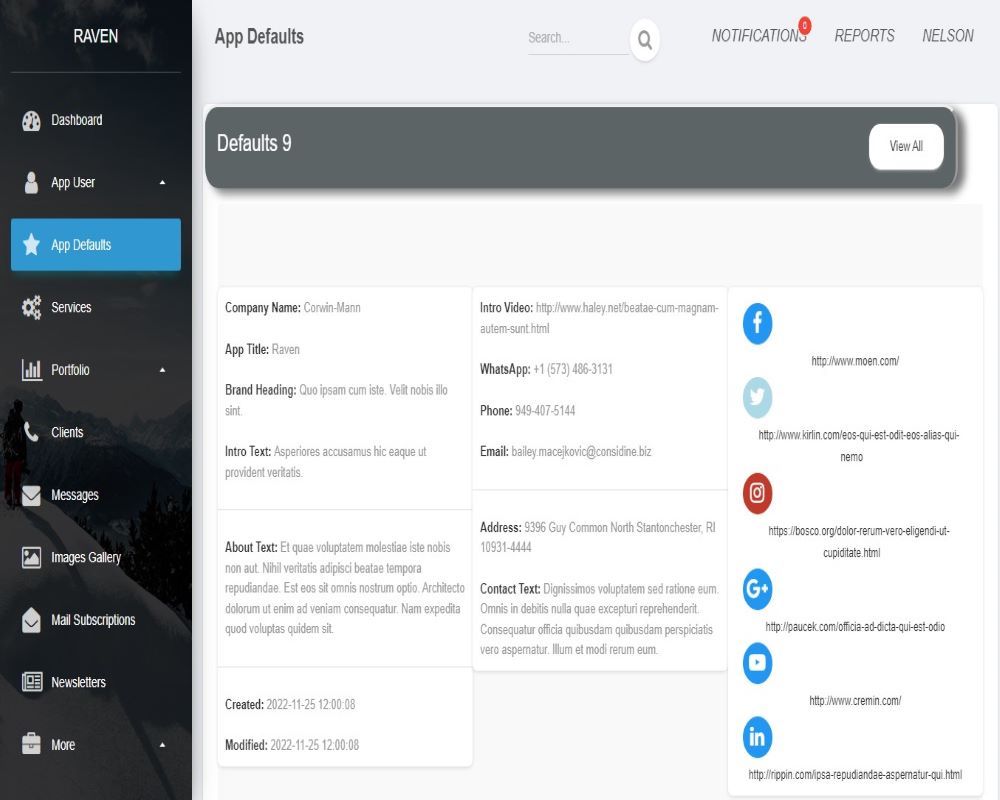 RAVEN
Dashboard
App User
App Defaults
Services
Portfolio
Clients
Messages
Images Gallery
Mail Subscriptions
Newsletters
More
App Defaults
Search...
NOTIFICATIONS
0
REPORTS
NELSON
Defaults 9
View All
Company Name: Corwin-Mann
App Title: Raven
Brand Heading: Quo ipsam cum iste. Velit nobis illo
sint.
Intro Text: Asperiores accusamus hic eaque ut
provident veritatis.
About Text: Et quae voluptatem molestiae iste nobis
non aut. Nihil veritatis adipisci beatae tempora
repudiandae. Est eos sit omnis nostrum optio. Architecto
dolorum ut enim ad veniam consequatur. Nam expedita
quod voluptas quidem sit.
Created: 2022-11-25 12:00:08
Modified: 2022-11-25 12:00:08
Intro Video: http://www.haley.net/beatae-cum-magnam-
autem-sunt.html
WhatsApp: +1 (573) 486-3131
Phone: 949-407-5144
Email: bailey.macejkovic@considine.biz
Address: 9396 Guy Common North Stantonchester, RI
10931-4444
Contact Text: Dignissimos voluptatem sed ratione eum.
Omnis in debitis nulla quae excepturi reprehenderit.
Consequatur officia quibusdam quibusdam perspiciatis
vero aspernatur. Illum et modi rerum eum.
http://www.moen.com/
http://www.kirlin.com/eos-qui-est-odit-eos-alias-qui-
nemo
https://bosco.org/dolor-rerum-vero-eligendi-ut-
cupiditate.html
G+
http://paucek.com/officia-ad-dicta-qui-est-odio
http://www.cremin.com/
in
http://rippin.com/ipsa-repudiandae-aspernatur-qui.html